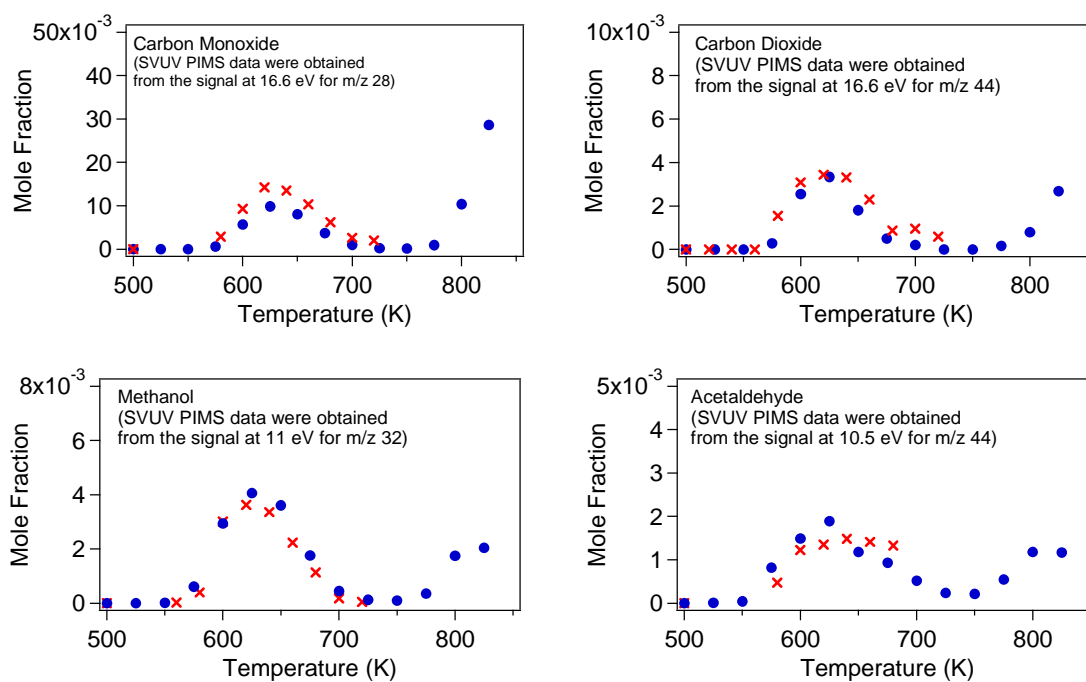 50x10-3
40
30
20
10
0
Mole Fraction
Carbon Monoxide
(SVUV PIMS data were obtained
from the signal at 16.6 eV for m/z 28)
500
600
700
800
Temperature (K)
10x10-3
8
6
4
2
0
Mole Fraction
Carbon Dioxide
(SVUV PIMS data were obtained
from the signal at 16.6 eV for m/z 44)
500
600
700
800
Temperature (K)
8x10-3
6
4
2
0
Mole Fraction
Methanol
(SVUV PIMS data were obtained
from the signal at 11 eV for m/z 32)
500
600
700
800
Temperature (K)
5x10-3
4
3
2
1
0
Mole Fraction
Acetaldehyde
(SVUV PIMS data were obtained
from the signal at 10.5 eV for m/z 44)
500
600
700
800
Temperature (K)